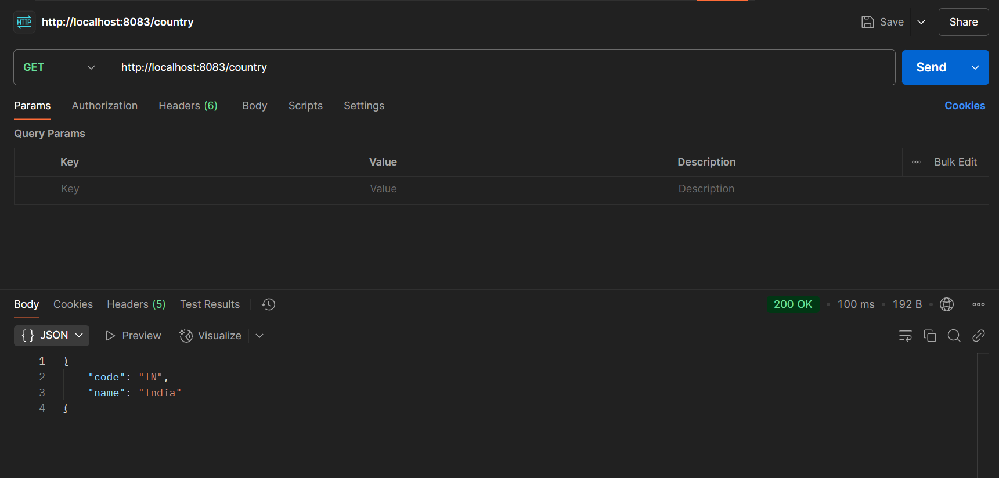 HTTP http://localhost:8083/country Save Share
GET http://localhost:8083/country Send
Params Authorization Headers (6) Body Scripts Settings Cookies
Query Params
Key Value Description Bulk Edit
Key Value Description
Body Cookies Headers (5) Test Results 200 OK • 100 ms • 192 B •
{} JSON Preview Visualize
1 {
2 "code": "IN",
3 "name": "India"
4 }